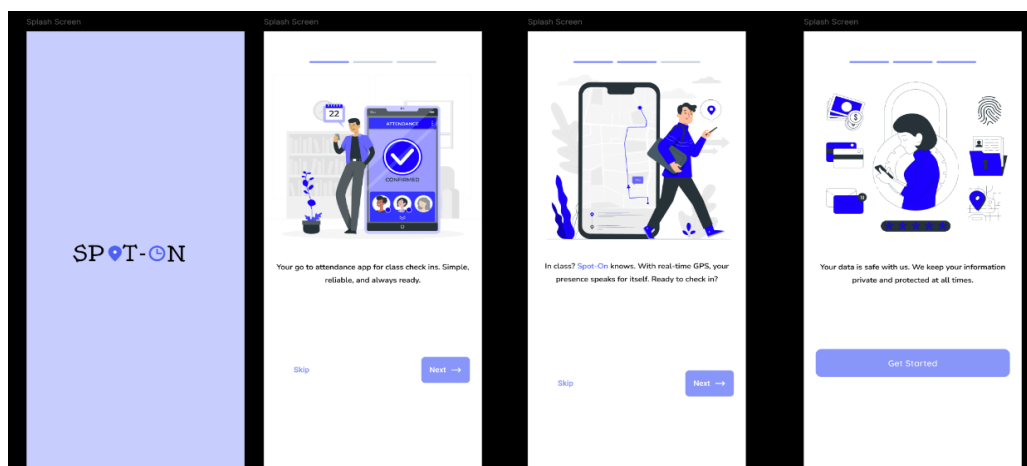 Splash Screen
Splash Screen
Splash Screen
Splash Screen
SPOT-ON
22
ATTENDANCE
CONFIRMED
Your go to attendance app for class check ins. Simple,
reliable, and always ready.
Skip
Next →
In class? Spot-On knows. With real-time GPS, your
presence speaks for itself. Ready to check in?
Skip
Next →
Your data is safe with us. We keep your information
private and protected at all times.
Get Started